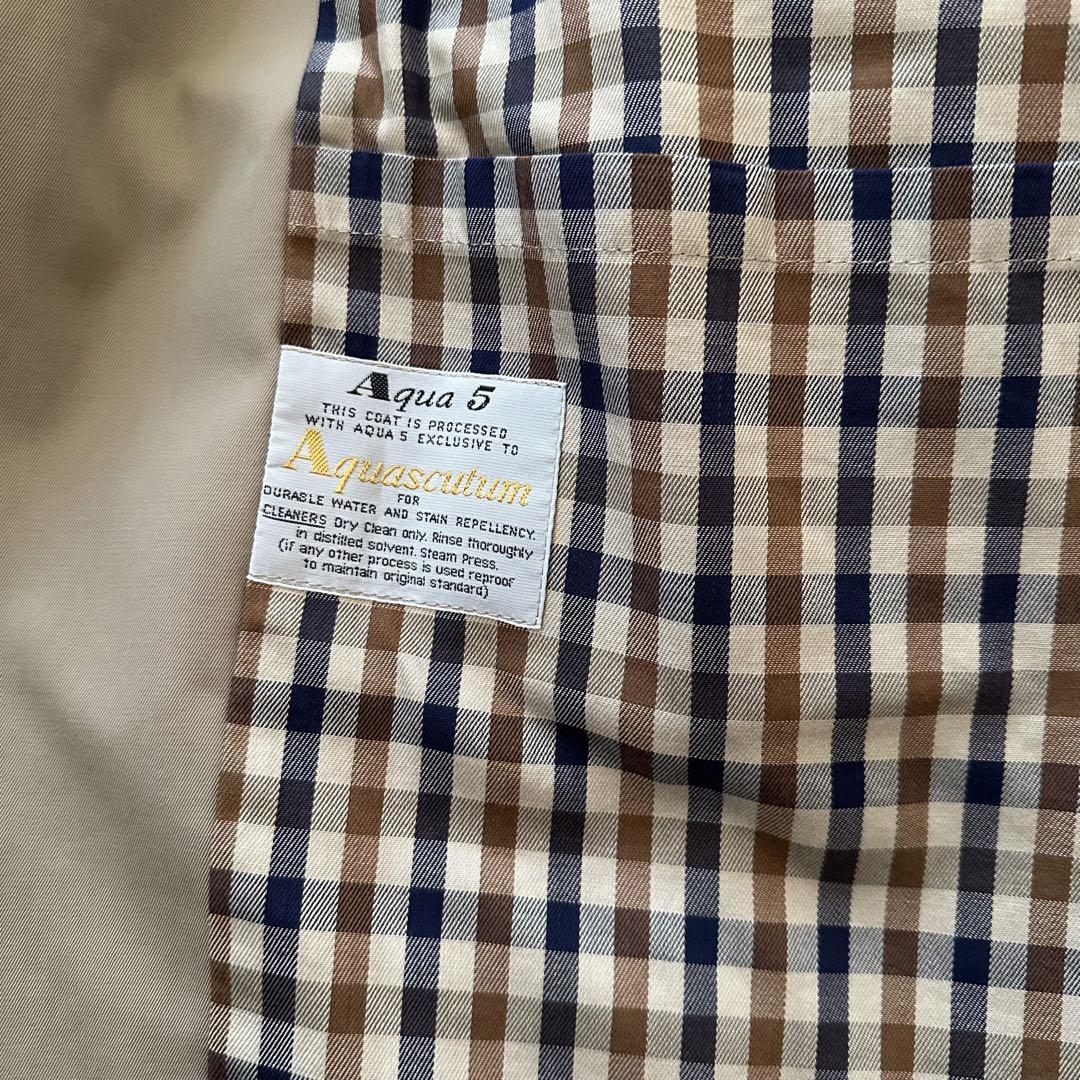 Aqua 5
THIS COAT IS PROCESSED
WITH AQUA 5 EXCLUSIVE TO
Aquascutum
FOR
DURABLE WATER AND STAIN REPELLENCY.
CLEANERS Dry Clean only. Rinse thoroughly
in distilled solvent. Steam Press.
(if any other process is used reproof
to maintain original standard)